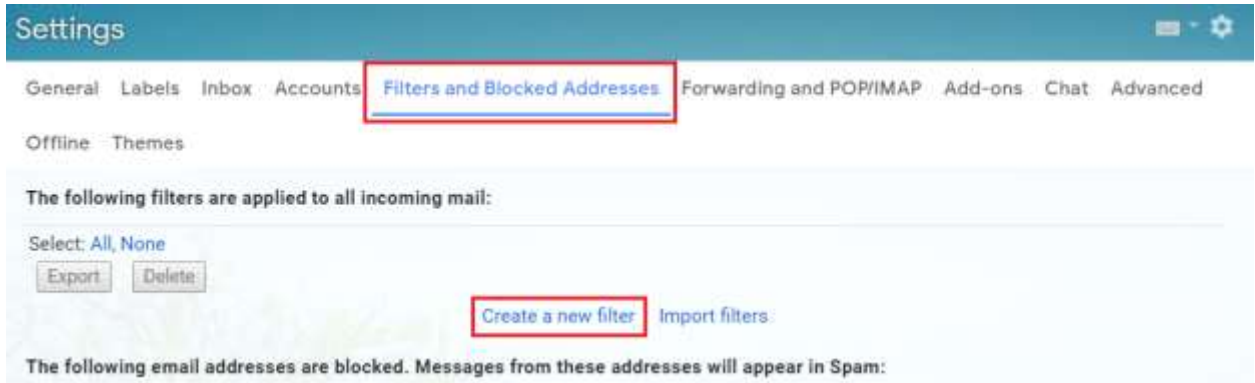 Settings
General Labels Inbox Accounts Filters and Blocked Addresses Forwarding and POP/IMAP Add-ons Chat Advanced
Offline Themes
The following filters are applied to all incoming mail:
Select: All, None
Export Delete
Create a new filter Import filters
The following email addresses are blocked. Messages from these addresses will appear in Spam: